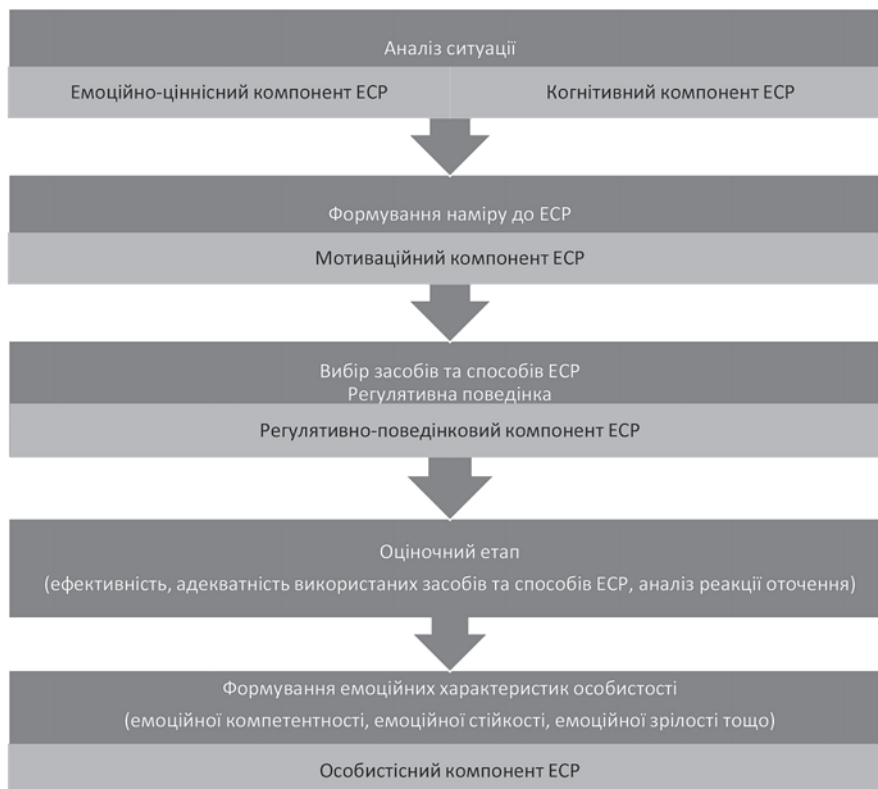 Аналіз ситуації
Емоційно-ціннісний компонент ЕСР
Когнітивний компонент ЕСР
Формування наміру до ЕСР
Мотиваційний компонент ЕСР
Вибір засобів та способів ЕСР
Регулятивна поведінка
Регулятивно-поведінковий компонент ЕСР
Оціночний етап
(ефективність, адекватність використаних засобів та способів ЕСР, аналіз реакції оточення)
Формування емоційних характеристик особистості
(емоційної компетентності, емоційної стійкості, емоційної зрілості тощо)
Особистісний компонент ЕСР